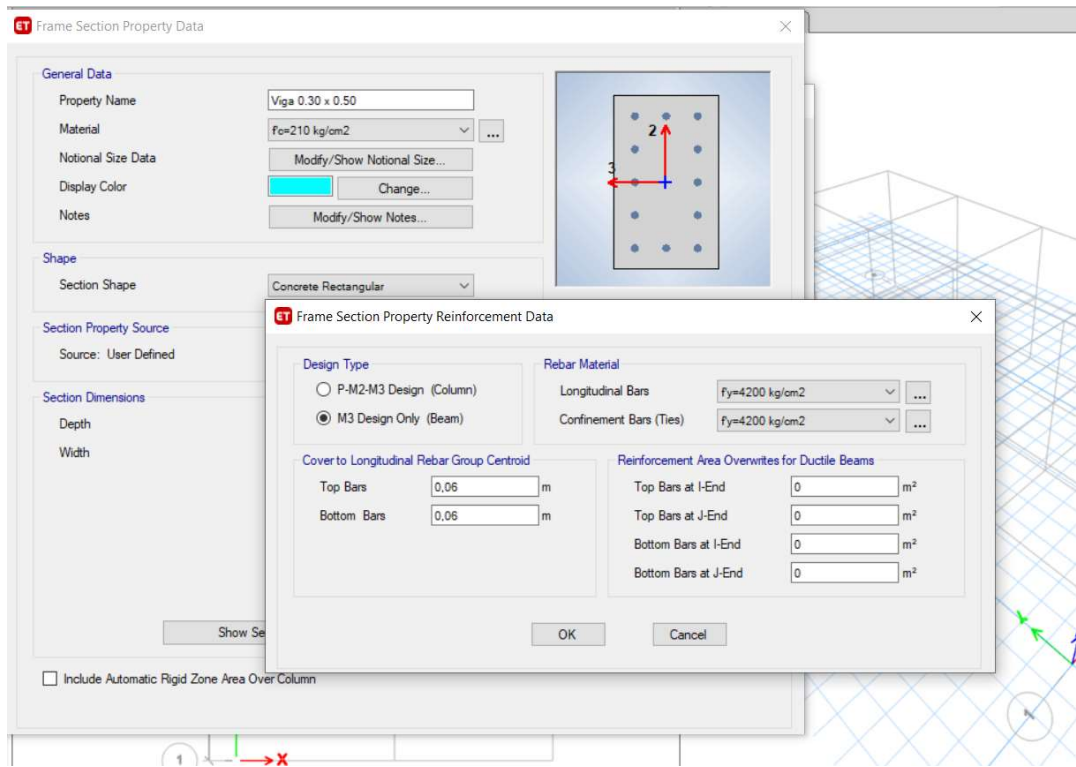 ET Frame Section Property Data
General Data
Property Name Viga 0.30 x 0.50
Material f'c=210 kg/cm2 ...
Notional Size Data Modify/Show Notional Size...
Display Color Change...
Notes Modify/Show Notes...
2
3
Shape
Section Shape Concrete Rectangular
Section Property Source
Source: User Defined
Section Dimensions
Depth
Width
Show Se
Include Automatic Rigid Zone Area Over Column
ET Frame Section Property Reinforcement Data
Design Type
P-M2-M3 Design (Column)
M3 Design Only (Beam)
Rebar Material
Longitudinal Bars fy=4200 kg/cm2 ...
Confinement Bars (Ties) fy=4200 kg/cm2 ...
Cover to Longitudinal Rebar Group Centroid
Top Bars 0,06 m
Bottom Bars 0,06 m
Reinforcement Area Overwrites for Ductile Beams
Top Bars at I-End 0 m²
Top Bars at J-End 0 m²
Bottom Bars at I-End 0 m²
Bottom Bars at J-End 0 m²
OK Cancel
1 X
Y